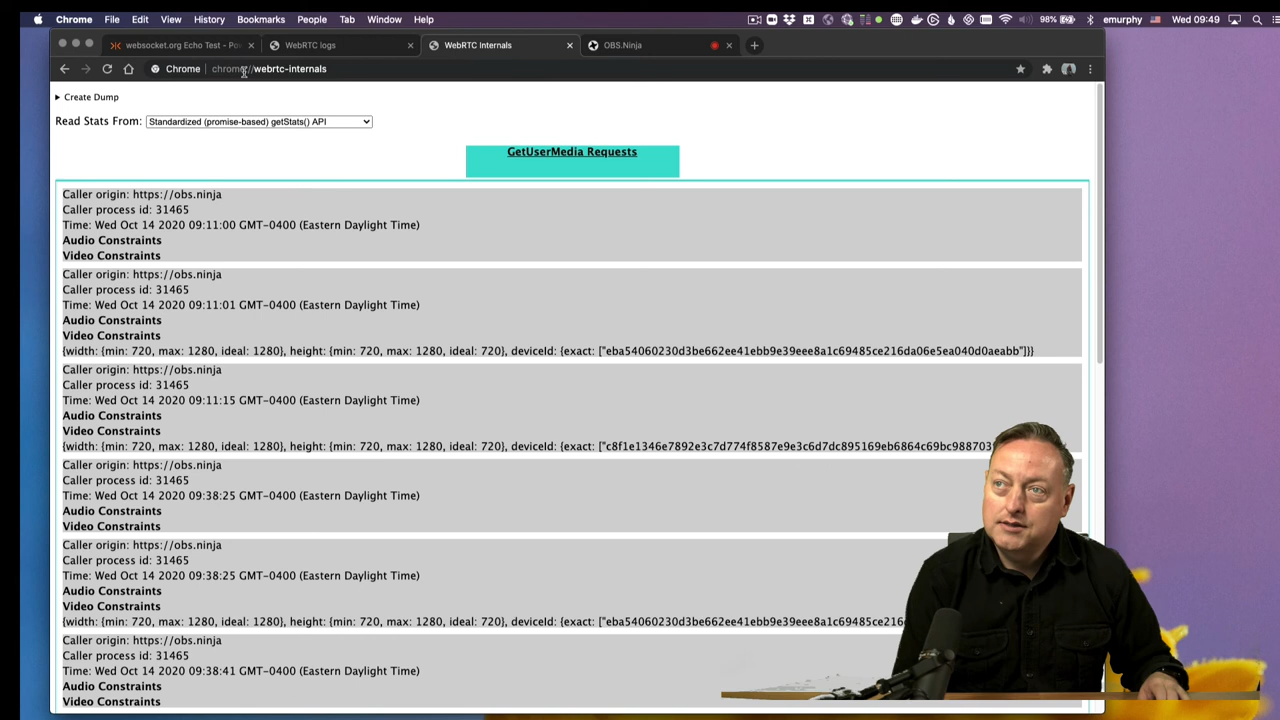 Chrome File Edit View History Bookmarks People Tab Window Help 98% emurphy Wed 09:49
websocket.org Echo Test - Po WebRTC logs WebRTC Internals OBS.Ninja
Chrome chrome://webrtc-internals
Create Dump
Read Stats From: Standardized (promise-based) getStats() API
GetUserMedia Requests
Caller origin: https://obs.ninja
Caller process id: 31465
Time: Wed Oct 14 2020 09:11:00 GMT-0400 (Eastern Daylight Time)
Audio Constraints
Video Constraints
Caller origin: https://obs.ninja
Caller process id: 31465
Time: Wed Oct 14 2020 09:11:01 GMT-0400 (Eastern Daylight Time)
Audio Constraints
Video Constraints
{width: {min: 720, max: 1280, ideal: 1280}, height: {min: 720, max: 1280, ideal: 720}, deviceId: {exact: ["eba54060230d3be662ee41ebb9e39eee8a1c69485ce216da06e5ea040d0aeabb"]}}
Caller origin: https://obs.ninja
Caller process id: 31465
Time: Wed Oct 14 2020 09:11:15 GMT-0400 (Eastern Daylight Time)
Audio Constraints
Video Constraints
{width: {min: 720, max: 1280, ideal: 1280}, height: {min: 720, max: 1280, ideal: 720}, deviceId: {exact: ["c8f1e1346e7892e3c7d774f8587e9e3c6d7dc895169eb6864c69bc988703
Caller origin: https://obs.ninja
Caller process id: 31465
Time: Wed Oct 14 2020 09:38:25 GMT-0400 (Eastern Daylight Time)
Audio Constraints
Video Constraints
Caller origin: https://obs.ninja
Caller process id: 31465
Time: Wed Oct 14 2020 09:38:25 GMT-0400 (Eastern Daylight Time)
Audio Constraints
Video Constraints
{width: {min: 720, max: 1280, ideal: 1280}, height: {min: 720, max: 1280, ideal: 720}, deviceId: {exact: ["eba54060230d3be662ee41ebb9e39eee8a1c69485ce216
Caller origin: https://obs.ninja
Caller process id: 31465
Time: Wed Oct 14 2020 09:38:41 GMT-0400 (Eastern Daylight Time)
Audio Constraints
Video Constraints